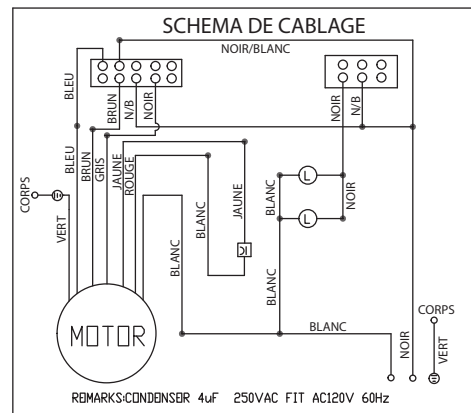 SCHEMA DE CABLAGE
NOIR/BLANC
BLEU
BRUN
N/B
NOIR
NOIR
N/B
BLEU
BRUN
GRIS
JAUNE
ROUGE
BLANC
JAUNE
BLANC
L
NOIR
L
CORPS
VERT
BLANC
BLANC
BLANC
NOIR
CORPS
VERT
MOTOR
REMARKS:CONDENSER 4uF 250VAC FIT AC120V 60Hz